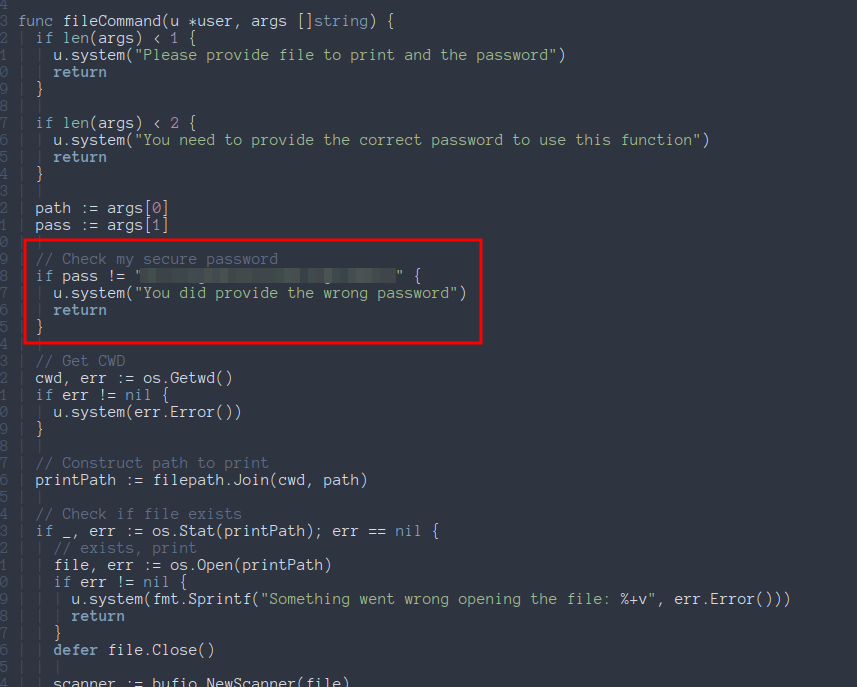 4
3 func fileCommand(u *user, args []string) {
2   if len(args) < 1 {
1     u.system("Please provide file to print and the password")
0     return
9   }
8
7   if len(args) < 2 {
6     u.system("You need to provide the correct password to use this function")
5     return
4   }
3
2   path := args[0]
1   pass := args[1]
0
9   // Check my secure password
8   if pass != "" {
7     u.system("You did provide the wrong password")
6     return
5   }
4
3   // Get CWD
2   cwd, err := os.Getwd()
1   if err != nil {
0     u.system(err.Error())
9   }
8
7   // Construct path to print
6   printPath := filepath.Join(cwd, path)
5
4   // Check if file exists
3   if _, err := os.Stat(printPath); err == nil {
2     // exists, print
1     file, err := os.Open(printPath)
0     if err != nil {
9       u.system(fmt.Sprintf("Something went wrong opening the file: %+v", err.Error()))
8       return
7     }
6     defer file.Close()
5
4     scanner := bufio.NewScanner(file)